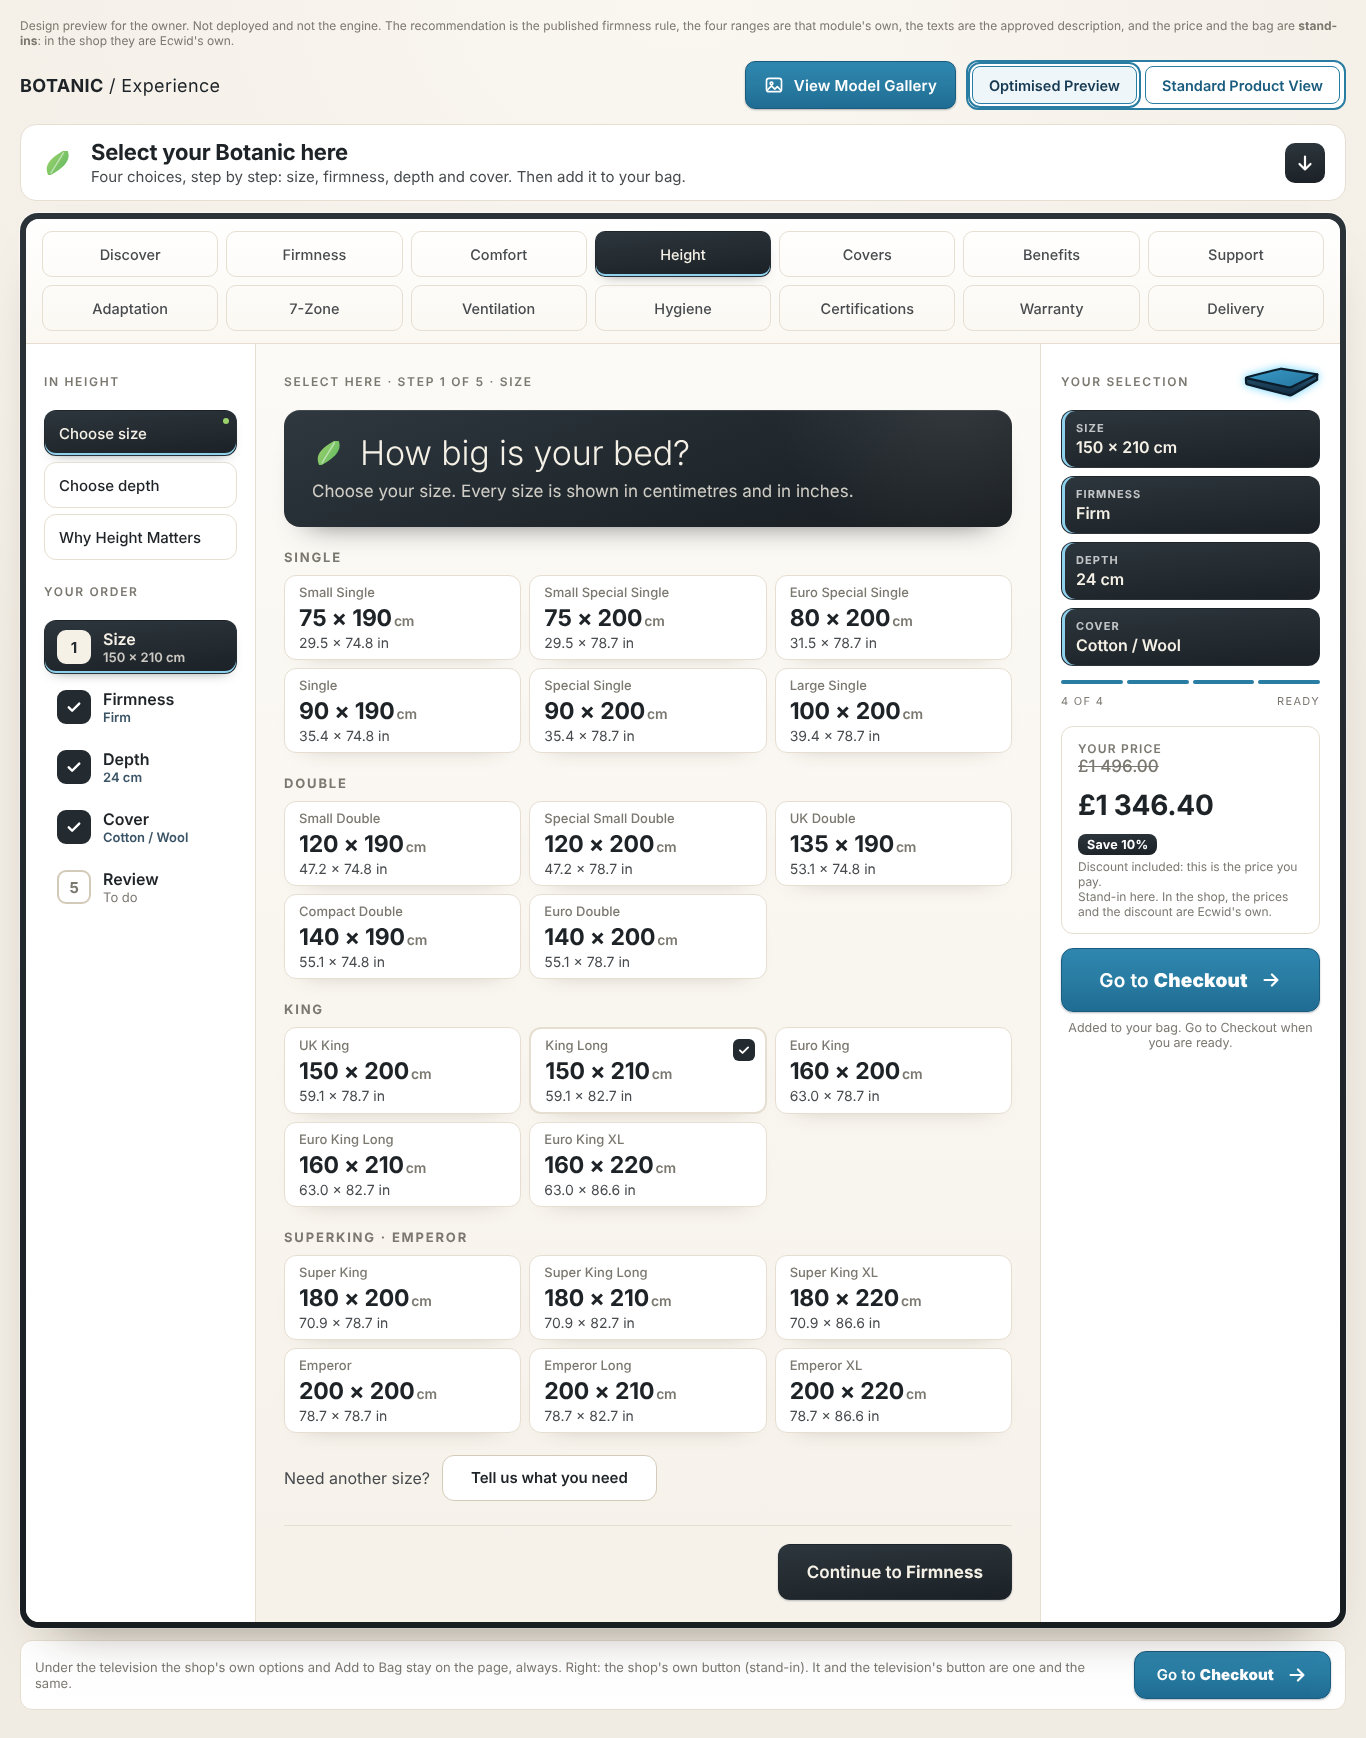 Design preview for the owner. Not deployed and not the engine. The recommendation is the published firmness rule, the four ranges are that module's own, the texts are the approved description, and the price and the bag are stand-
ins: in the shop they are Ecwid's own.
BOTANIC / Experience
View Model Gallery
Optimised Preview
Standard Product View
Select your Botanic here
Four choices, step by step: size, firmness, depth and cover. Then add it to your bag.
Discover
Firmness
Comfort
Height
Covers
Benefits
Support
Adaptation
7-Zone
Ventilation
Hygiene
Certifications
Warranty
Delivery
IN HEIGHT
Choose size
Choose depth
Why Height Matters
YOUR ORDER
1
Size
150 × 210 cm
Firmness
Firm
Depth
24 cm
Cover
Cotton / Wool
5
Review
To do
SELECT HERE · STEP 1 OF 5 · SIZE
How big is your bed?
Choose your size. Every size is shown in centimetres and in inches.
SINGLE
Small Single
75 × 190 cm
29.5 × 74.8 in
Small Special Single
75 × 200 cm
29.5 × 78.7 in
Euro Special Single
80 × 200 cm
31.5 × 78.7 in
Single
90 × 190 cm
35.4 × 74.8 in
Special Single
90 × 200 cm
35.4 × 78.7 in
Large Single
100 × 200 cm
39.4 × 78.7 in
DOUBLE
Small Double
120 × 190 cm
47.2 × 74.8 in
Special Small Double
120 × 200 cm
47.2 × 78.7 in
UK Double
135 × 190 cm
53.1 × 74.8 in
Compact Double
140 × 190 cm
55.1 × 74.8 in
Euro Double
140 × 200 cm
55.1 × 78.7 in
KING
UK King
150 × 200 cm
59.1 × 78.7 in
King Long
150 × 210 cm
59.1 × 82.7 in
Euro King
160 × 200 cm
63.0 × 78.7 in
Euro King Long
160 × 210 cm
63.0 × 82.7 in
Euro King XL
160 × 220 cm
63.0 × 86.6 in
SUPERKING · EMPEROR
Super King
180 × 200 cm
70.9 × 78.7 in
Super King Long
180 × 210 cm
70.9 × 82.7 in
Super King XL
180 × 220 cm
70.9 × 86.6 in
Emperor
200 × 200 cm
78.7 × 78.7 in
Emperor Long
200 × 210 cm
78.7 × 82.7 in
Emperor XL
200 × 220 cm
78.7 × 86.6 in
Need another size?
Tell us what you need
Continue to Firmness
YOUR SELECTION
SIZE
150 × 210 cm
FIRMNESS
Firm
DEPTH
24 cm
COVER
Cotton / Wool
4 OF 4
READY
YOUR PRICE
£1 496.00
£1 346.40
Save 10%
Discount included: this is the price you
pay.
Stand-in here. In the shop, the prices
and the discount are Ecwid's own.
Go to Checkout
Added to your bag. Go to Checkout when
you are ready.
Under the television the shop's own options and Add to Bag stay on the page, always. Right: the shop's own button (stand-in). It and the television's button are one and the
same.
Go to Checkout